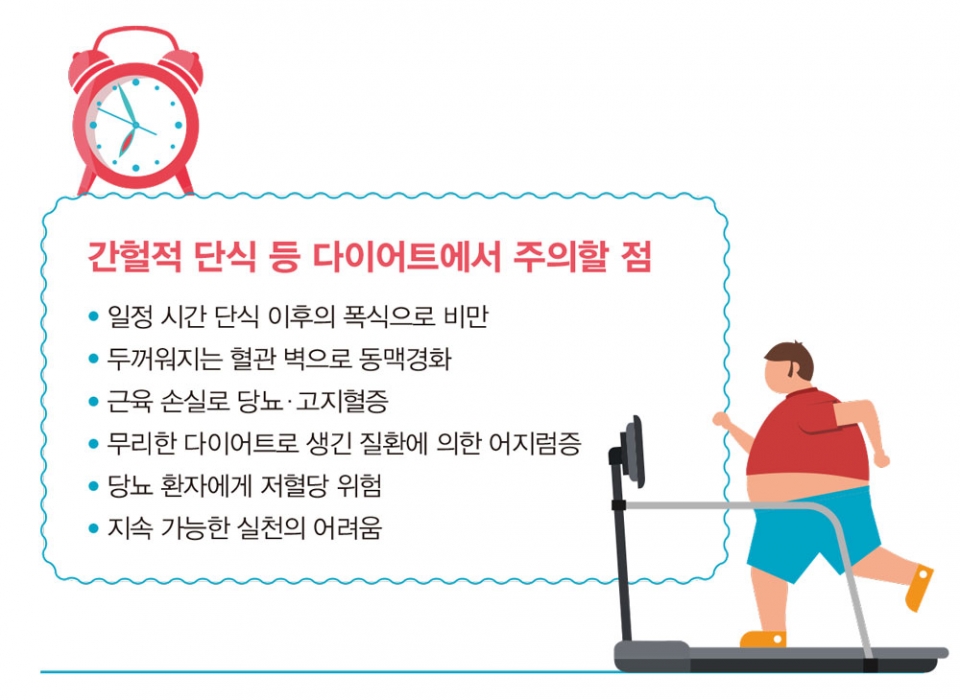 간헐적 단식 등 다이어트에서 주의할 점
• 일정 시간 단식 이후의 폭식으로 비만
• 두꺼워지는 혈관 벽으로 동맥경화
• 근육 손실로 당뇨·고지혈증
• 무리한 다이어트로 생긴 질환에 의한 어지럼증
• 당뇨 환자에게 저혈당 위험
• 지속 가능한 실천의 어려움